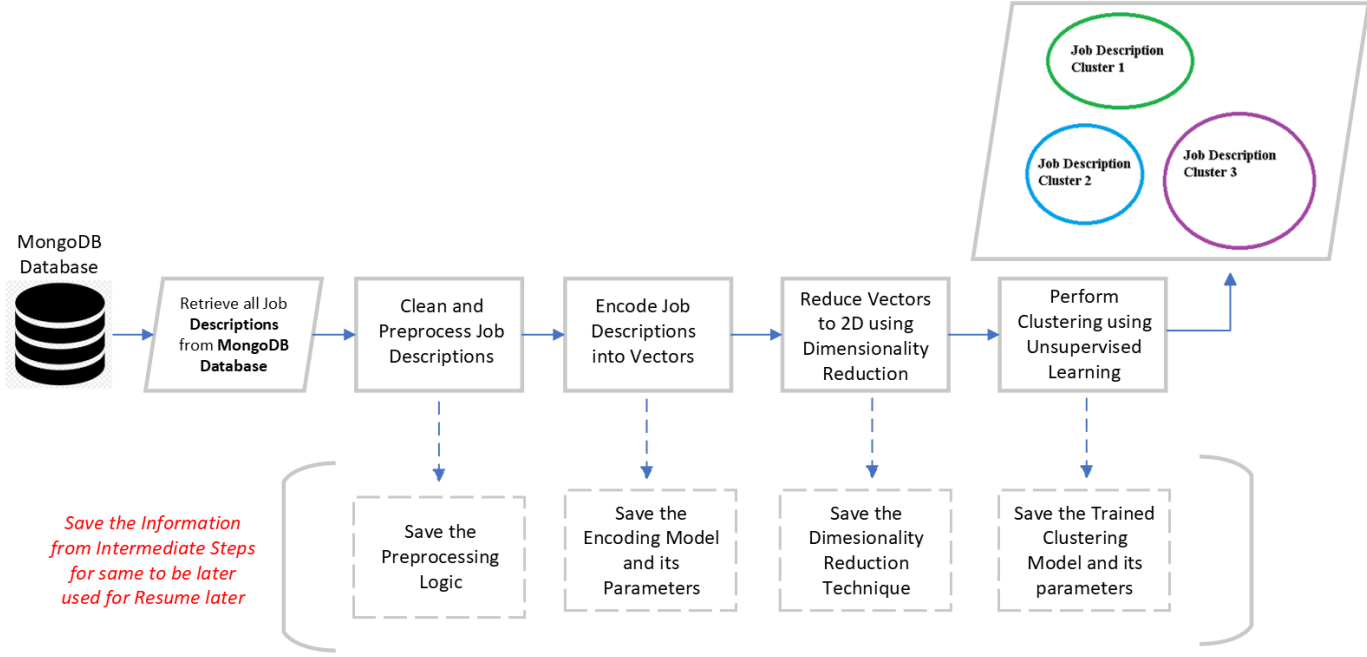 Job Description
Cluster 1
Job Description
Cluster 2
Job Description
Cluster 3
MongoDB
Database
Retrieve all Job
Descriptions
from MongoDB
Database
Clean and
Preprocess Job
Descriptions
Encode Job
Descriptions
into Vectors
Reduce Vectors
to 2D using
Dimensionality
Reduction
Perform
Clustering using
Unsupervised
Learning
Save the Information
from Intermediate Steps
for same to be later
used for Resume later
Save the
Preprocessing
Logic
Save the
Encoding Model
and its
Parameters
Save the
Dimesionality
Reduction
Technique
Save the Trained
Clustering
Model and its
parameters